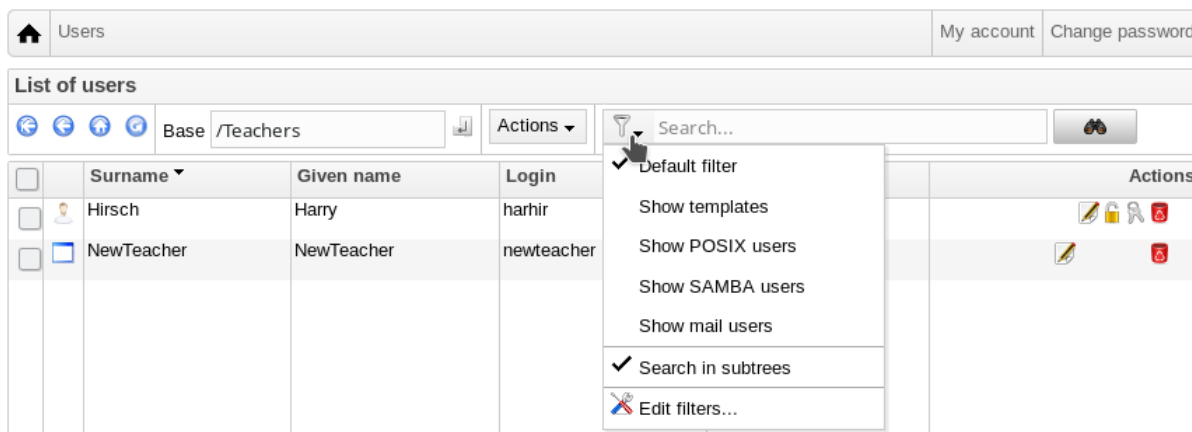 Users My account Change password
List of users
Base /Teachers Actions Search...
Surname Given name Login Actions
Hirsch Harry harhir
NewTeacher NewTeacher newteacher
Default filter
Show templates
Show POSIX users
Show SAMBA users
Show mail users
Search in subtrees
Edit filters...